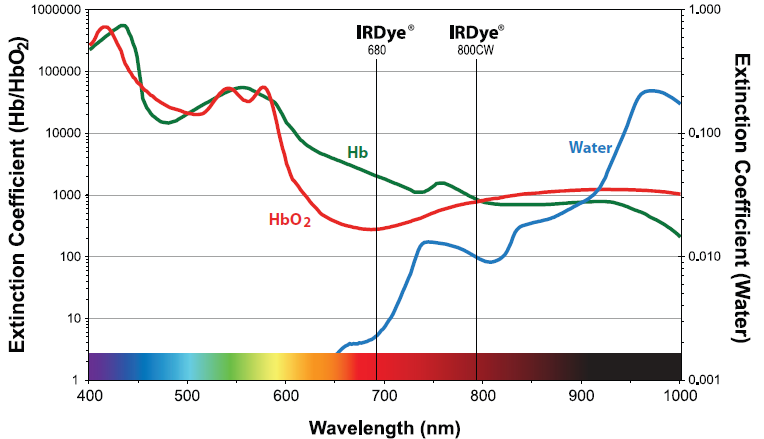 IRDye® IRDye®
680 800CW
1000000 1.000
100000
10000 0.100
1000
100 0.010
10
1 0.001
Extinction Coefficient (Hb/HbO2)
Extinction Coefficient (Water)
Hb
HbO2
Water
400 500 600 700 800 900 1000
Wavelength (nm)